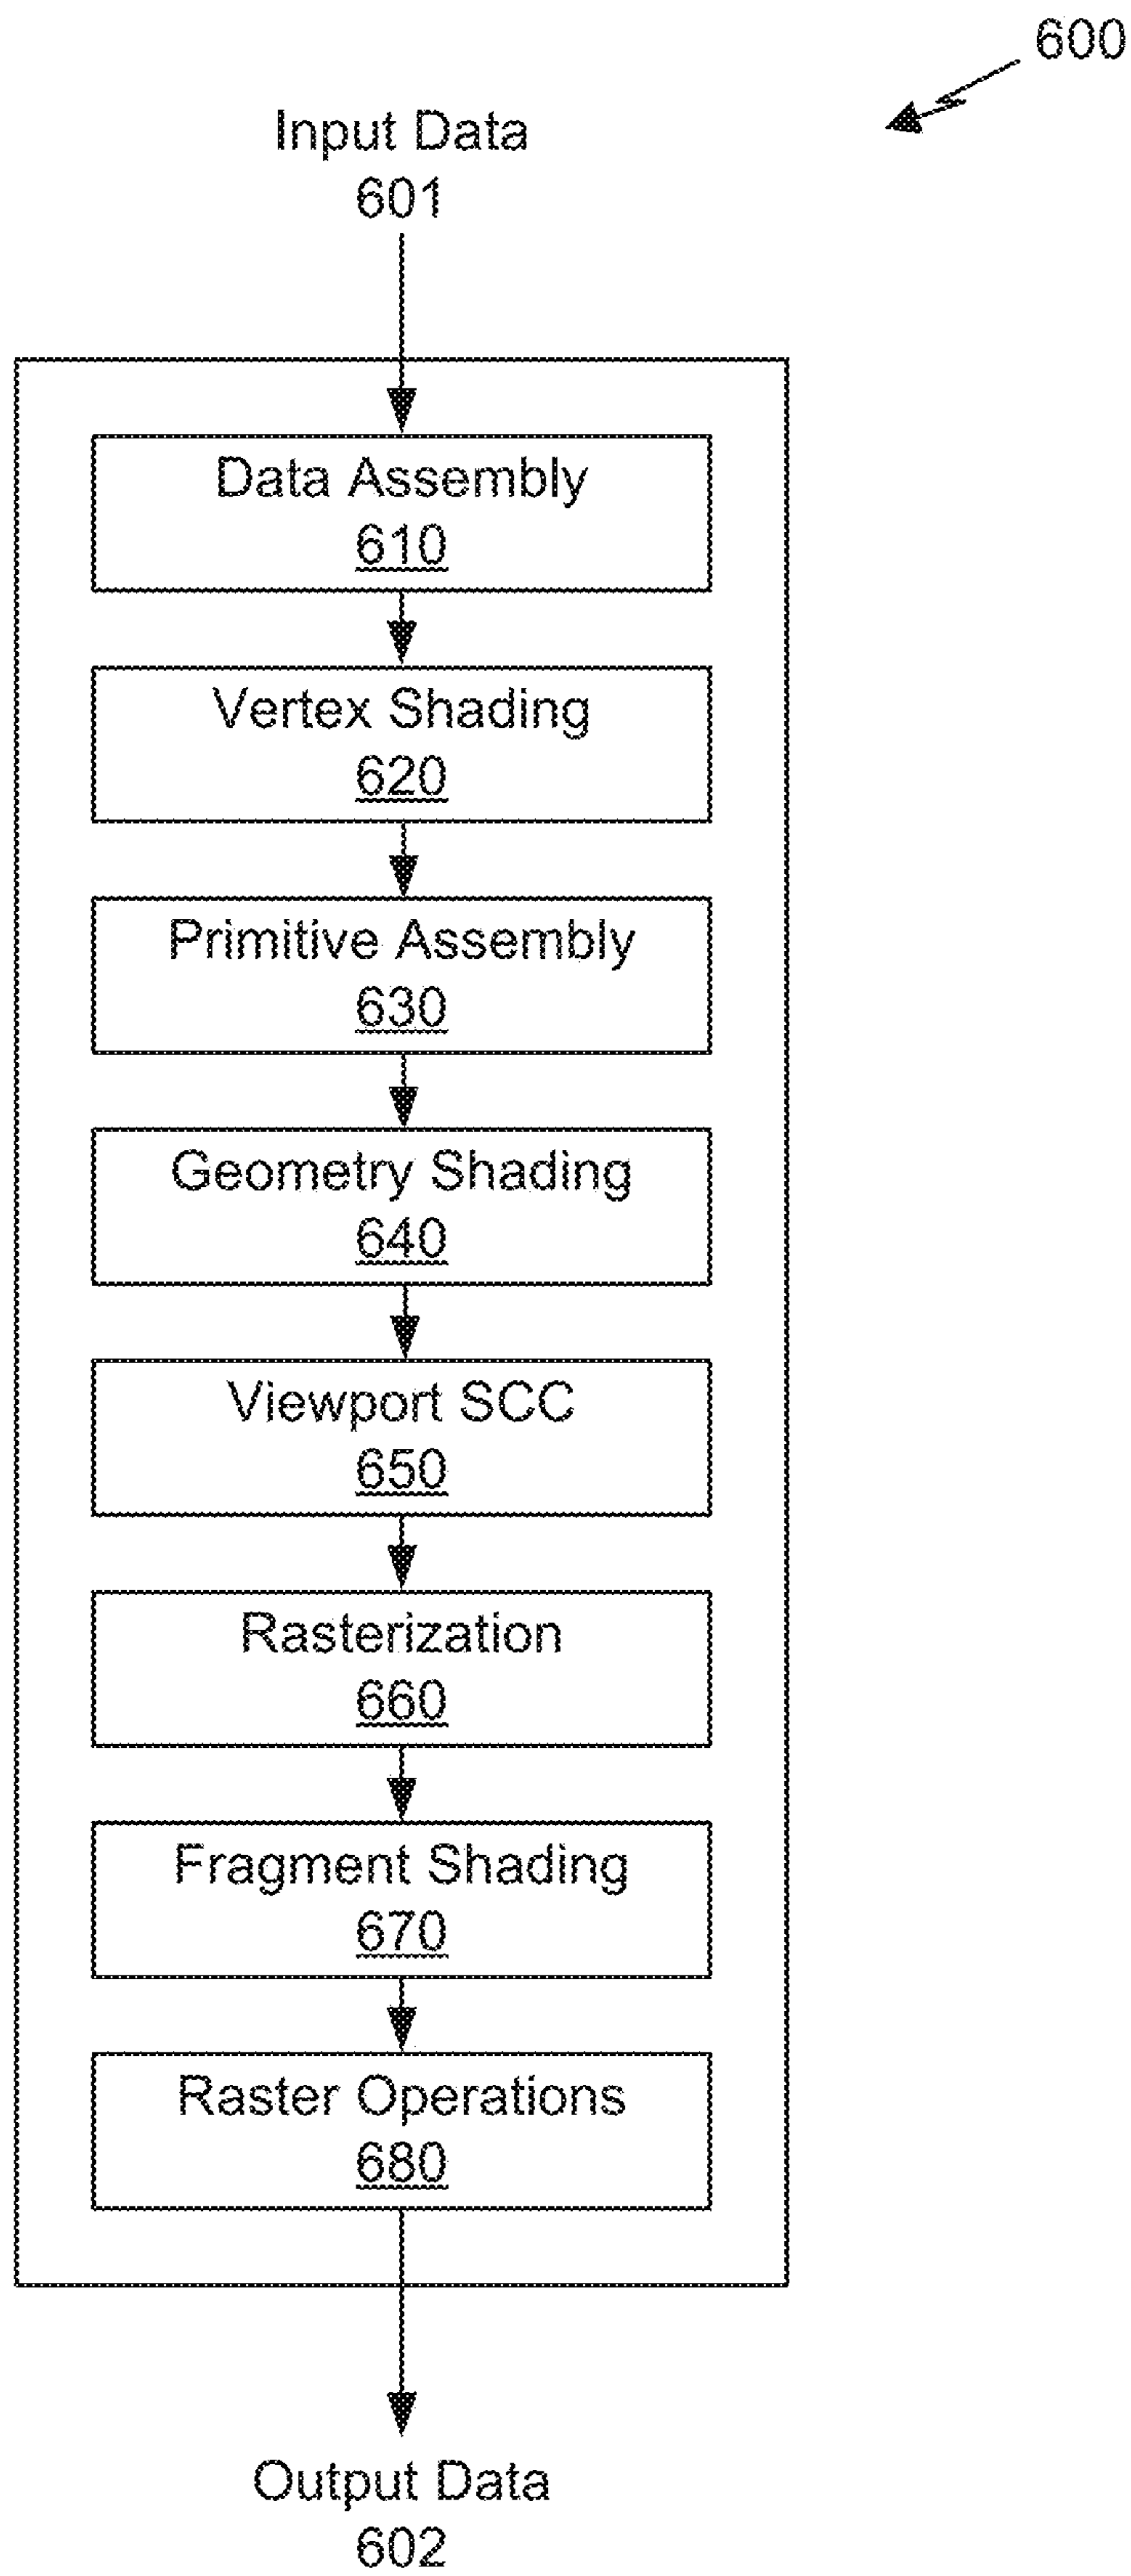 600
Input Data
601
Data Assembly
610
Vertex Shading
620
Primitive Assembly
630
Geometry Shading
640
Viewport SCC
650
Rasterization
660
Fragment Shading
670
Raster Operations
680
Output Data
602